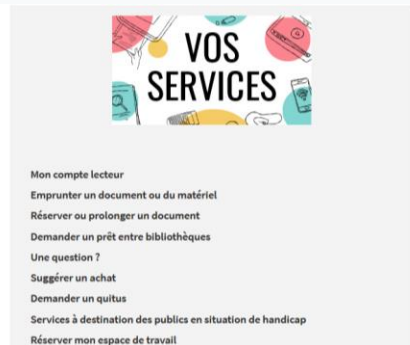 VOS
SERVICES
Mon compte lecteur
Emprunter un document ou du matériel
Réserver ou prolonger un document
Demander un prêt entre bibliothèques
Une question ?
Suggérer un achat
Demander un quitus
Services à destination des publics en situation de handicap
Réserver mon espace de travail